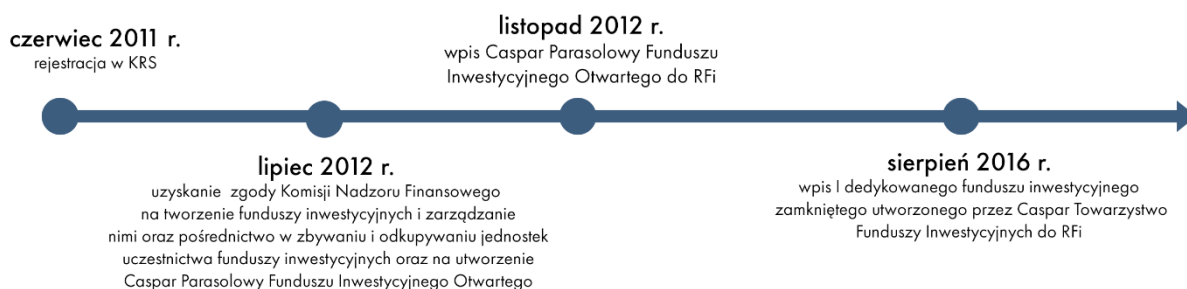 czerwiec 2011 r.
rejestracja w KRS
lipiec 2012 r.
uzyskanie zgody Komisji Nadzoru Finansowego
na tworzenie funduszy inwestycyjnych i zarządzanie
nimi oraz pośrednictwo w zbywaniu i odkupywaniu jednostek
uczestnictwa funduszy inwestycyjnych oraz na utworzenie
Caspar Parasolowy Funduszu Inwestycyjnego Otwartego
listopad 2012 r.
wpis Caspar Parasolowy Funduszu
Inwestycyjnego Otwartego do RFi
sierpień 2016 r.
wpis I dedykowanego funduszu inwestycyjnego
zamkniętego utworzonego przez Caspar Towarzystwo
Funduszy Inwestycyjnych do RFi